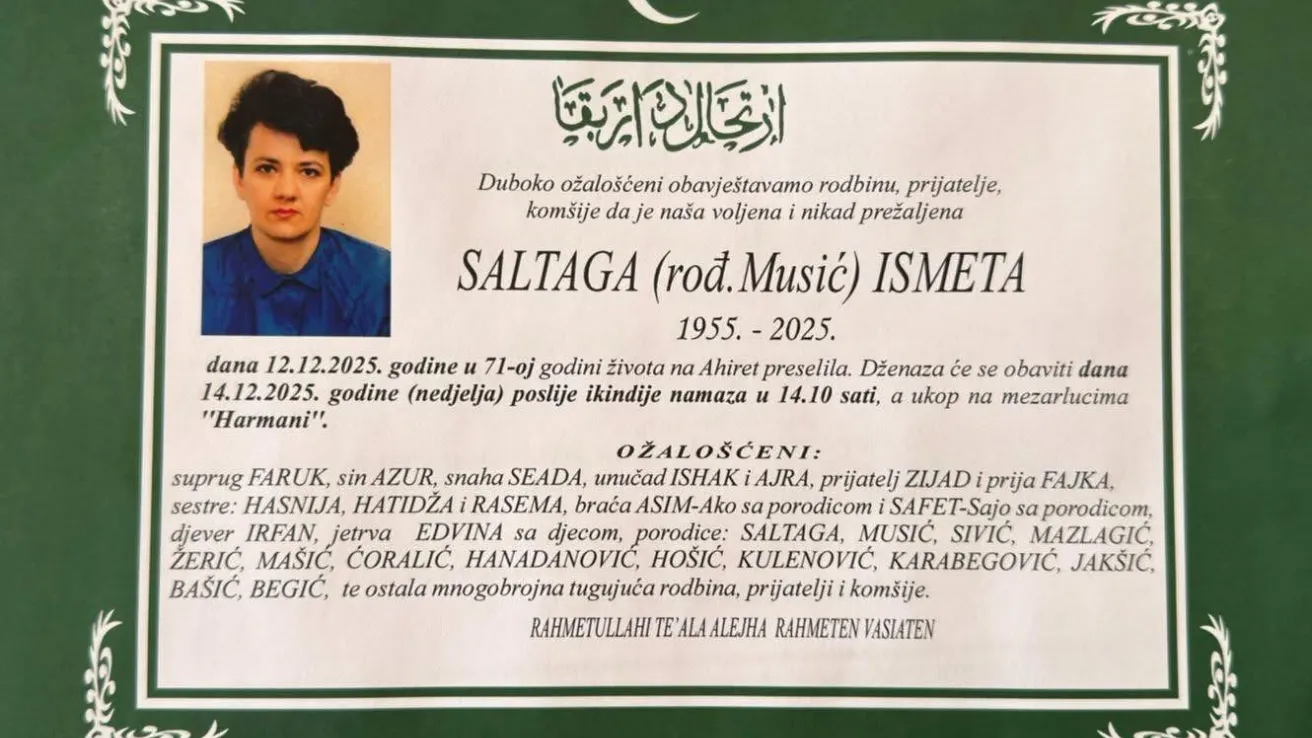 ارتحال دار بقا
Duboko ožalošćeni obavještavamo rodbinu, prijatelje,
komšije da je naša voljena i nikad prežaljena
SALTAGA (rođ. Musić) ISMETA
1955. - 2025.
dana 12.12.2025. godine u 71-oj godini života na Ahiret preselila. Dženaza će se obaviti dana
14.12.2025. godine (nedjelja) poslije ikindije namaza u 14.10 sati, a ukop na mezarlucima
"Harmani".
OŽALOŠĆENI:
suprug FARUK, sin AZUR, snaha SEADA, unučad ISHAK i AJRA, prijatelj ZIJAD i prija FAJKA,
sestre: HASNIJA, HATIDŽA i RASEMA, braća ASIM-Ako sa porodicom i SAFET-Sajo sa porodicom,
djever IRFAN, jetrva EDVINA sa djecom, porodice: SALTAGA, MUSIĆ, SIVIĆ, MAZLAGIĆ,
ŽERIĆ, MAŠIĆ, ĆORALIĆ, HANADANOVIĆ, HOŠIĆ, KULENOVIĆ, KARABEGOVIĆ, JAKŠIĆ,
BAŠIĆ, BEGIĆ, te ostala mnogobrojna tugujuća rodbina, prijatelji i komšije.
RAHMETULLAHI TE'ALA ALEJHA RAHMETEN VASIATEN